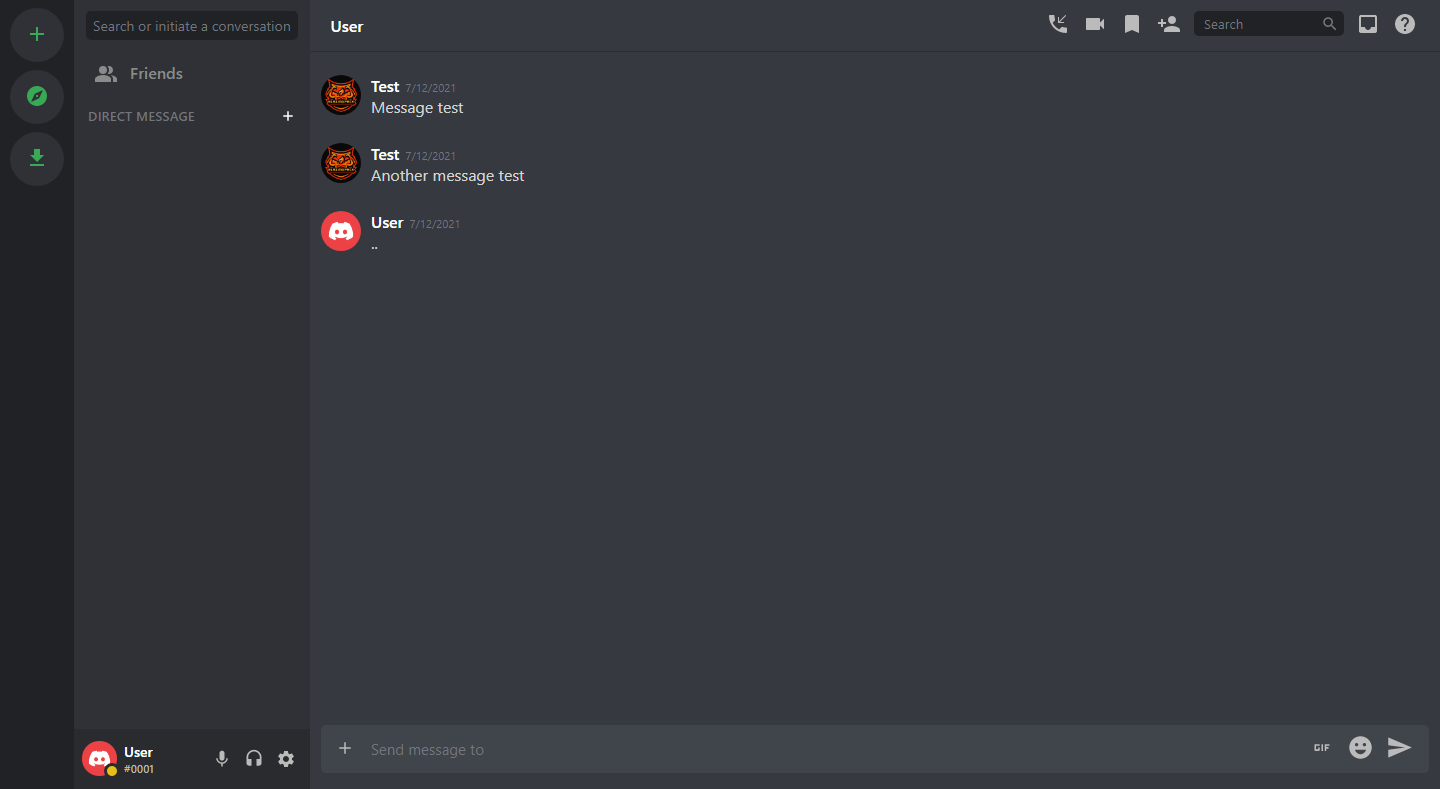 Search or initiate a conversation
Friends
DIRECT MESSAGE
User
#0001
User
Search
Test 7/12/2021
Message test
Test 7/12/2021
Another message test
User 7/12/2021
..
Send message to
GIF